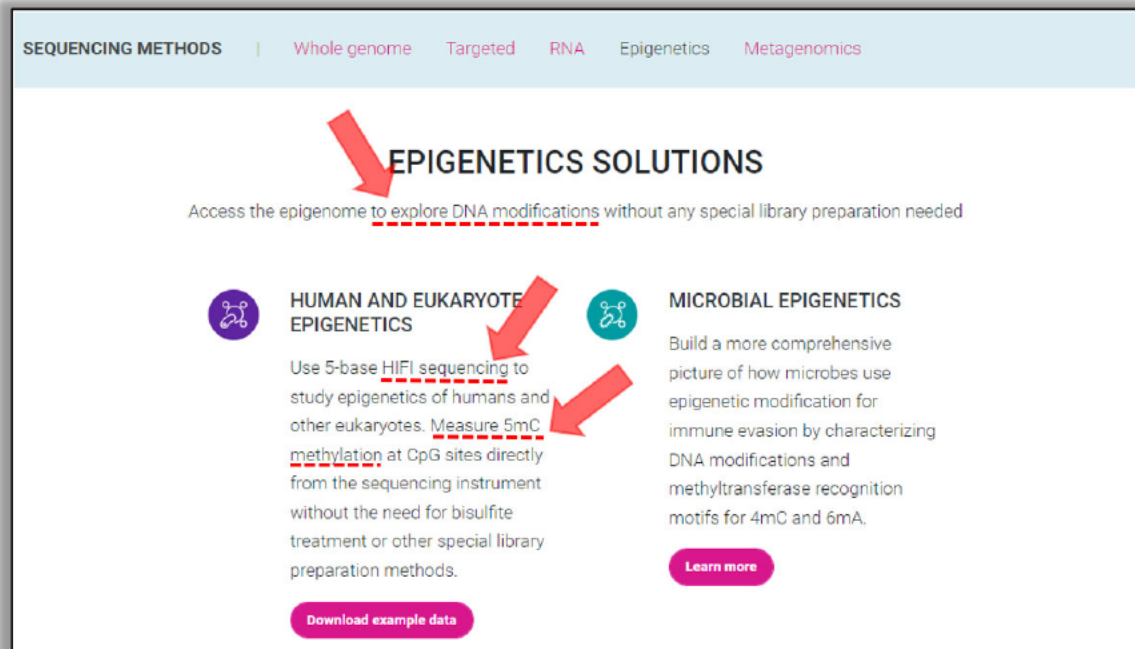 SEQUENCING METHODS | Whole genome Targeted RNA Epigenetics Metagenomics
EPIGENETICS SOLUTIONS
Access the epigenome to explore DNA modifications without any special library preparation needed
HUMAN AND EUKARYOTE
EPIGENETICS
Use 5-base HIFI sequencing to
study epigenetics of humans and
other eukaryotes. Measure 5mC
methylation at CpG sites directly
from the sequencing instrument
without the need for bisulfite
treatment or other special library
preparation methods.
Download example data
MICROBIAL EPIGENETICS
Build a more comprehensive
picture of how microbes use
epigenetic modification for
immune evasion by characterizing
DNA modifications and
methyltransferase recognition
motifs for 4mC and 6mA.
Learn more